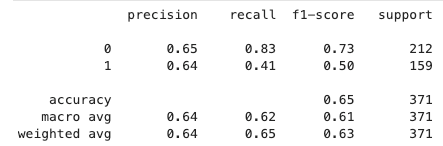 precision recall f1-score support
0 0.65 0.83 0.73 212
1 0.64 0.41 0.50 159
accuracy 0.65 371
macro avg 0.64 0.62 0.61 371
weighted avg 0.64 0.65 0.63 371